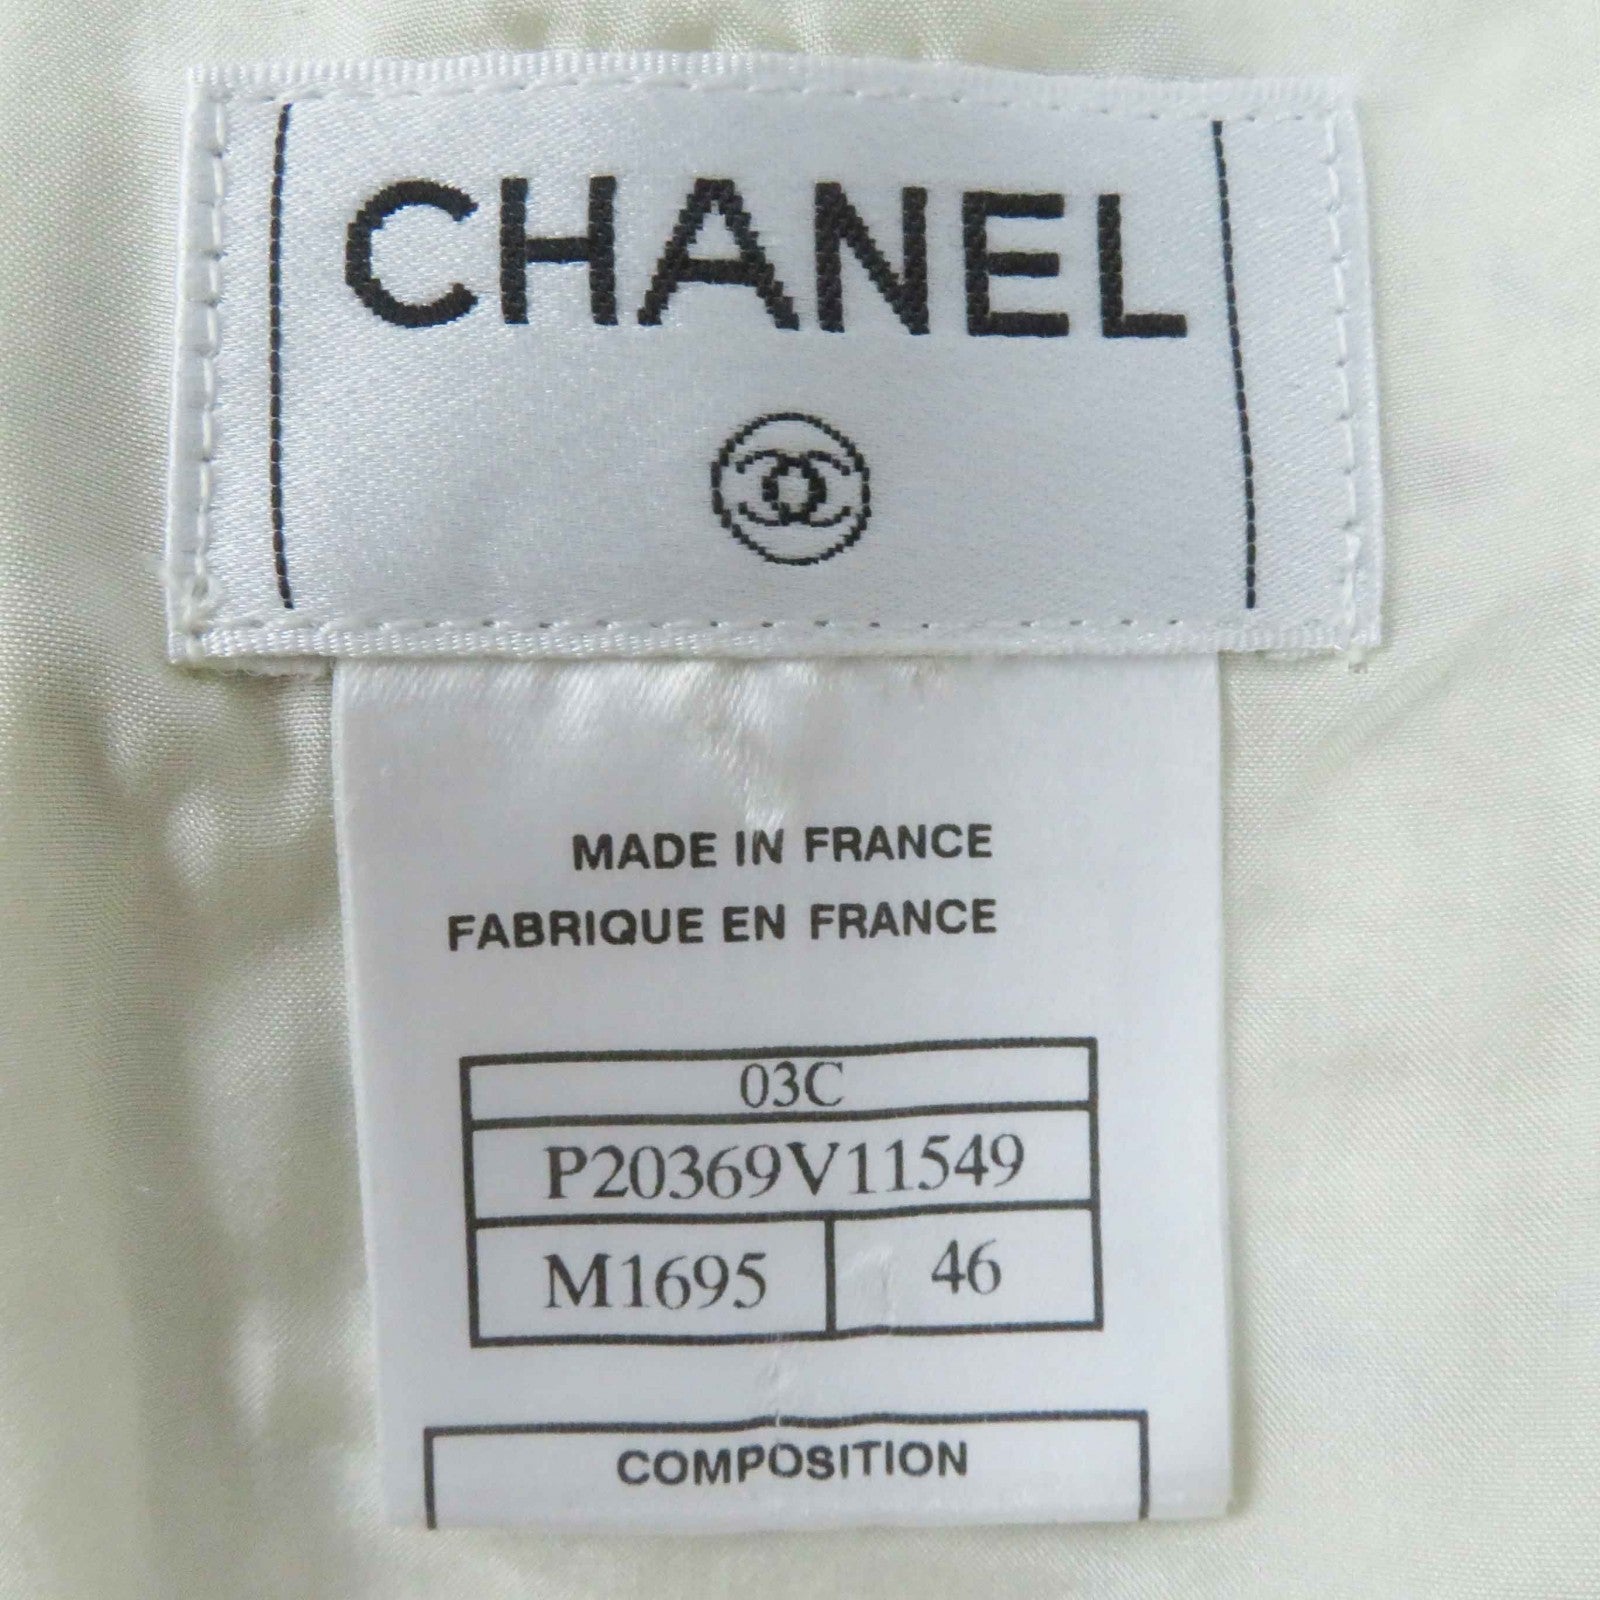 CHANEL
MADE IN FRANCE
FABRIQUE EN FRANCE
03C
P20369V11549
M1695 46
COMPOSITION